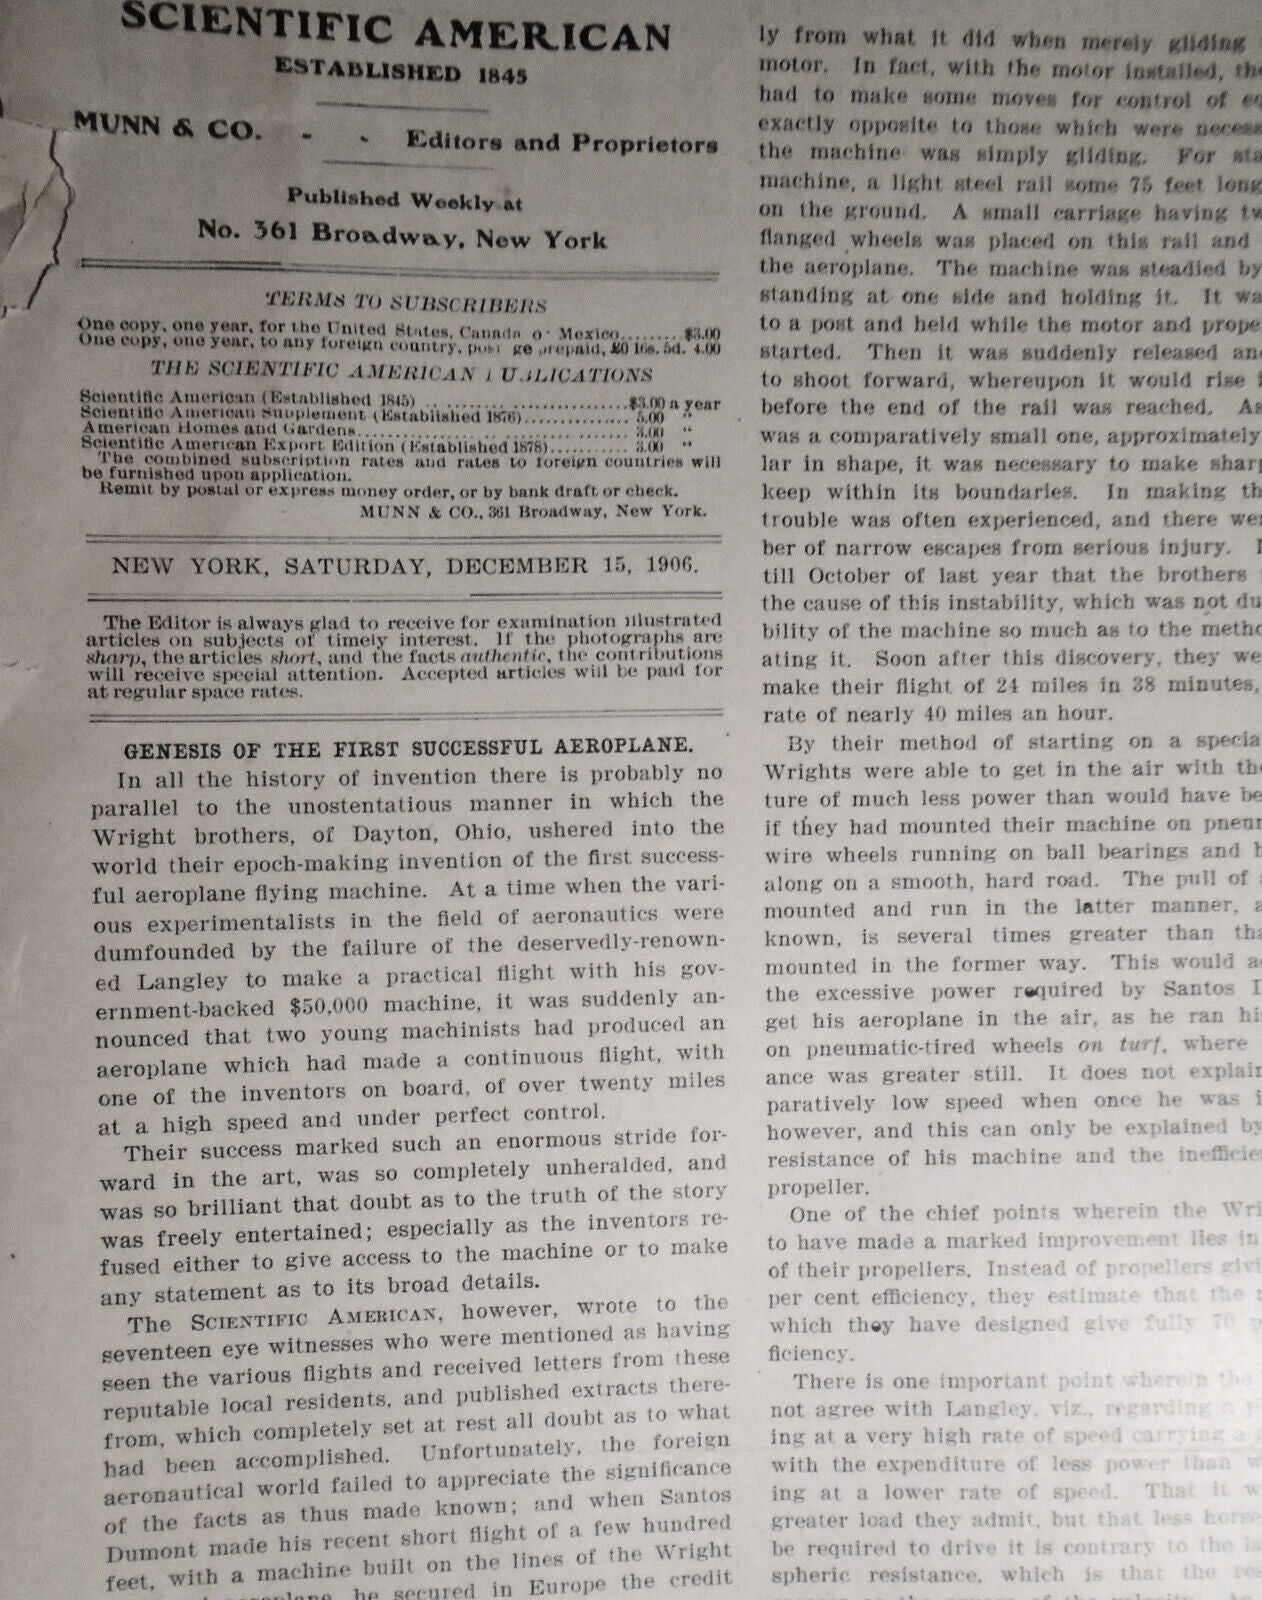 SCIENTIFIC AMERICAN
ESTABLISHED 1845
MUNN & CO. - - Editors and Proprietors
Published Weekly at
No. 361 Broadway, New York
TERMS TO SUBSCRIBERS
One copy, one year, for the United States, Canada or Mexico........ $3.00
One copy, one year, to any foreign country, postage prepaid, £0 16s. 5d. 4.00
THE SCIENTIFIC AMERICAN PUBLICATIONS
Scientific American (Established 1845) .............................$3.00 a year
Scientific American Supplement (Established 1876)............... 5.00 "
American Homes and Gardens....................................... 3.00 "
Scientific American Export Edition (Established 1878)........... 3.00 "
The combined subscription rates and rates to foreign countries will
be furnished upon application.
Remit by postal or express money order, or by bank draft or check.
MUNN & CO., 361 Broadway, New York.
NEW YORK, SATURDAY, DECEMBER 15, 1906.
The Editor is always glad to receive for examination illustrated
articles on subjects of timely interest. If the photographs are
sharp, the articles short, and the facts authentic, the contributions
will receive special attention. Accepted articles will be paid for
at regular space rates.
GENESIS OF THE FIRST SUCCESSFUL AEROPLANE.
In all the history of invention there is probably no
parallel to the unostentatious manner in which the
Wright brothers, of Dayton, Ohio, ushered into the
world their epoch-making invention of the first success-
ful aeroplane flying machine. At a time when the vari-
ous experimentalists in the field of aeronautics were
dumfounded by the failure of the deservedly-renown-
ed Langley to make a practical flight with his gov-
ernment-backed $50,000 machine, it was suddenly an-
nounced that two young machinists had produced an
aeroplane which had made a continuous flight, with
one of the inventors on board, of over twenty miles
at a high speed and under perfect control.
Their success marked such an enormous stride for-
ward in the art, was so completely unheralded, and
was so brilliant that doubt as to the truth of the story
was freely entertained; especially as the inventors re-
fused either to give access to the machine or to make
any statement as to its broad details.
The SCIENTIFIC AMERICAN, however, wrote to the
seventeen eye witnesses who were mentioned as having
seen the various flights and received letters from these
reputable local residents, and published extracts there-
from, which completely set at rest all doubt as to what
had been accomplished. Unfortunately, the foreign
aeronautical world failed to appreciate the significance
of the facts as thus made known; and when Santos
Dumont made his recent short flight of a few hundred
feet, with a machine built on the lines of the Wright
aeroplane, he secured in Europe the credit
ly from what it did when merely gliding
motor. In fact, with the motor installed, the
had to make some moves for control of eq
exactly opposite to those which were necess
the machine was simply gliding. For sta
machine, a light steel rail some 75 feet long
on the ground. A small carriage having tw
flanged wheels was placed on this rail and
the aeroplane. The machine was steadied by
standing at one side and holding it. It wa
to a post and held while the motor and prope
started. Then it was suddenly released an
to shoot forward, whereupon it would rise
before the end of the rail was reached. As
was a comparatively small one, approximately
lar in shape, it was necessary to make sharp
keep within its boundaries. In making th
trouble was often experienced, and there wer
ber of narrow escapes from serious injury.
till October of last year that the brothers
the cause of this instability, which was not du
bility of the machine so much as to the metho
ating it. Soon after this discovery, they we
make their flight of 24 miles in 38 minutes,
rate of nearly 40 miles an hour.
By their method of starting on a specia
Wrights were able to get in the air with the
ture of much less power than would have be
if they had mounted their machine on pneum
wire wheels running on ball bearings and h
along on a smooth, hard road. The pull of
mounted and run in the latter manner, a
known, is several times greater than tha
mounted in the former way. This would a
the excessive power required by Santos D
get his aeroplane in the air, as he ran hi
on pneumatic-tired wheels on turf, where
ance was greater still. It does not explain
paratively low speed when once he was i
however, and this can only be explained by
resistance of his machine and the inefficie
propeller.
One of the chief points wherein the Wri
to have made a marked improvement lies in
of their propellers. Instead of propellers givi
per cent efficiency, they estimate that the
which they have designed give fully 70 p
ficiency.
There is one important point wherein the
not agree with Langley, viz., regarding a p
ing at a very high rate of speed carrying a
with the expenditure of less power than w
ing at a lower rate of speed. That it w
greater load they admit, but that less horse
be required to drive it is contrary to the la
spheric resistance, which is that the res